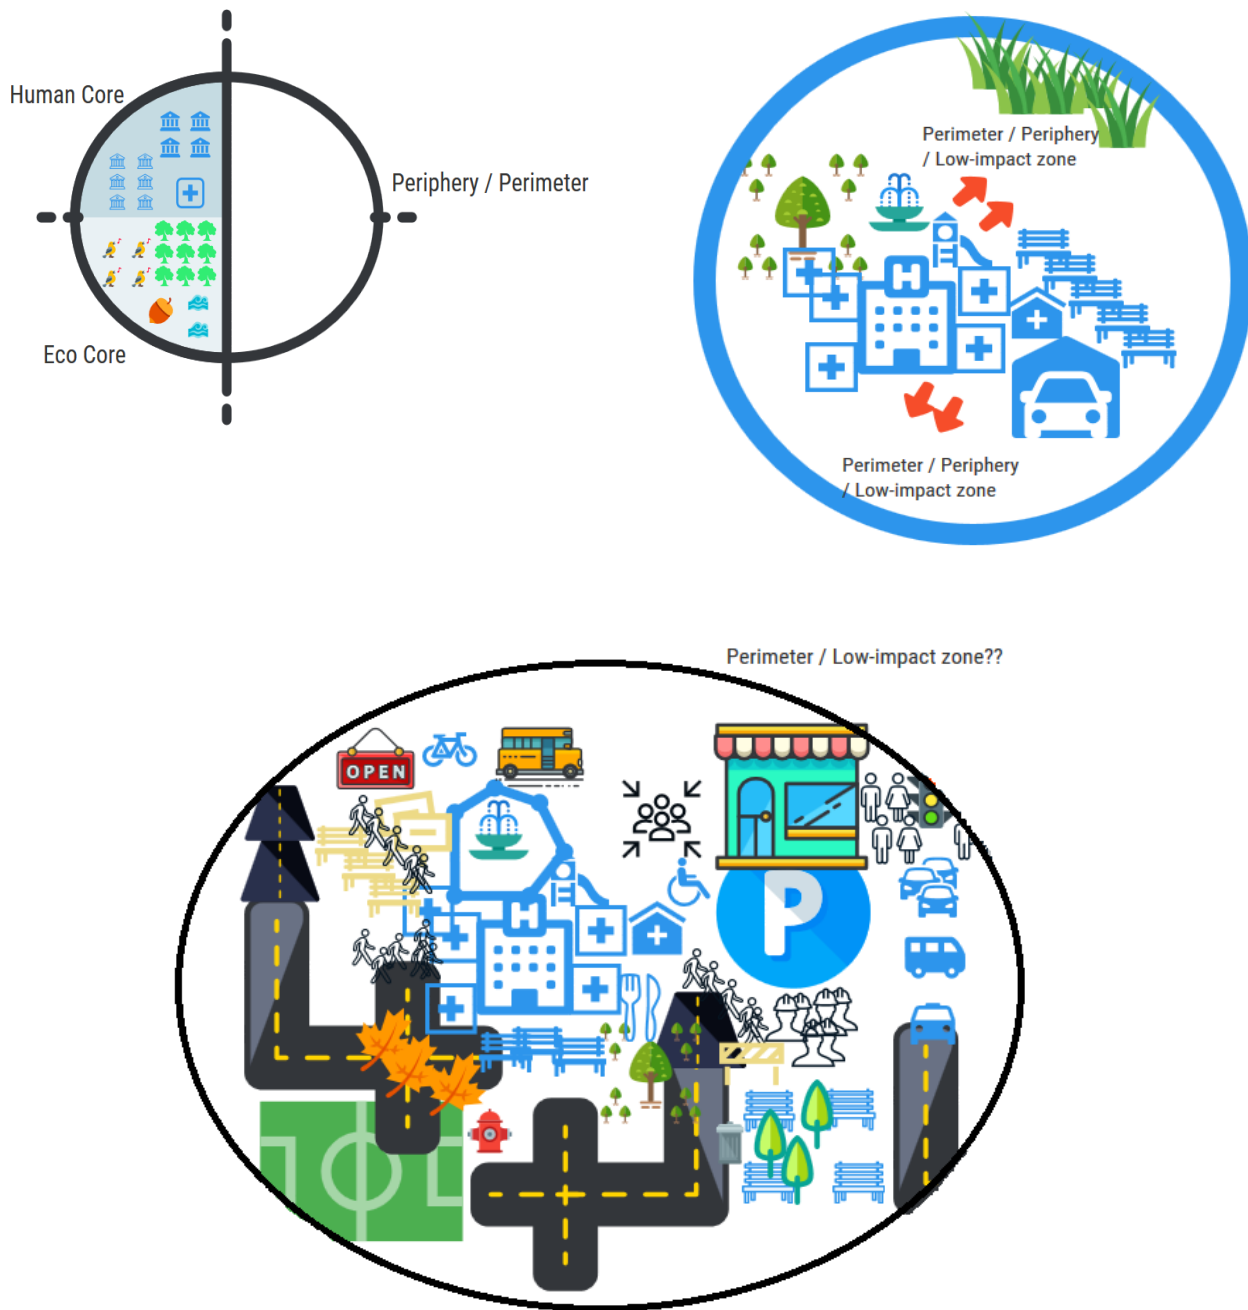 Human Core
Periphery / Perimeter
Eco Core
Perimeter / Periphery
/ Low-impact zone
H
Perimeter / Periphery
/ Low-impact zone
Perimeter / Low-impact zone??
OPEN
H
P